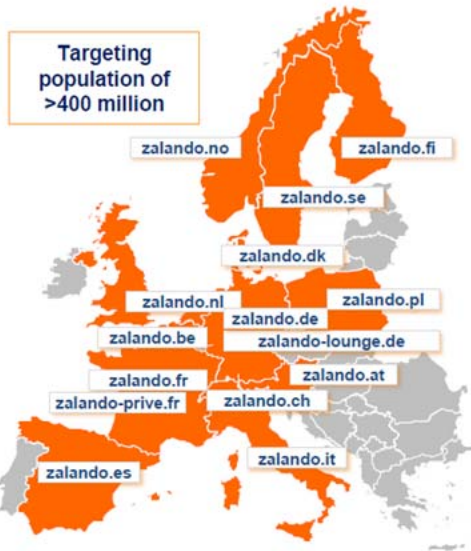 Targeting
population of
>400 million
zalando.no
zalando.fi
zalando.se
zalando.dk
zalando.nl
zalando.pl
zalando.de
zalando.be
zalando-lounge.de
zalando.fr
zalando.at
zalando-prive.fr
zalando.ch
zalando.it
zalando.es